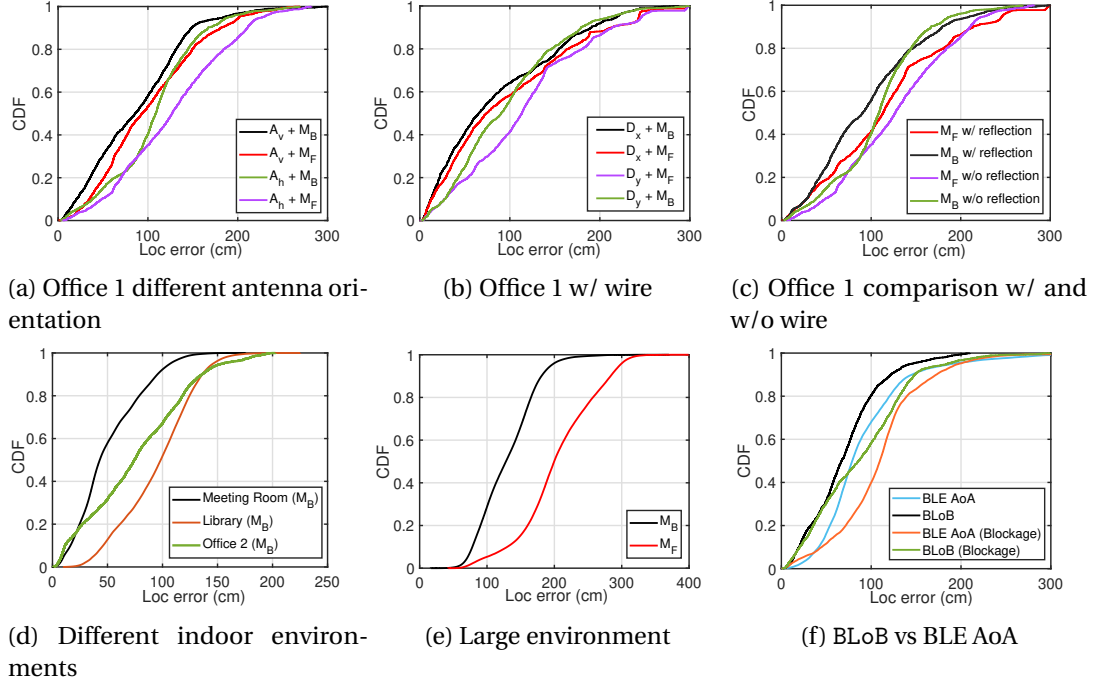 CDF
1
0.8
0.6
0.4
0.2
0
0 100 200 300
Loc error (cm)
A_v + M_B
A_v + M_F
A_h + M_B
A_h + M_F
(a) Office 1 different antenna ori-
entation
CDF
1
0.8
0.6
0.4
0.2
0
0 100 200 300
Loc error (cm)
D_x + M_B
D_x + M_F
D_y + M_F
D_y + M_B
(b) Office 1 w/ wire
CDF
1
0.8
0.6
0.4
0.2
0
0 100 200 300
Loc error (cm)
M_F w/ reflection
M_B w/ reflection
M_F w/o reflection
M_B w/o reflection
(c) Office 1 comparison w/ and
w/o wire
CDF
1
0.8
0.6
0.4
0.2
0
0 50 100 150 200 250
Loc error (cm)
Meeting Room (M_B)
Library (M_B)
Office 2 (M_B)
(d) Different indoor environ-
ments
CDF
1
0.8
0.6
0.4
0.2
0
0 100 200 300 400
Loc error (cm)
M_B
M_F
(e) Large environment
CDF
1
0.8
0.6
0.4
0.2
0
0 100 200 300
Loc error (cm)
BLE AoA
BLoB
BLE AoA (Blockage)
BLoB (Blockage)
(f) BLoB vs BLE AoA